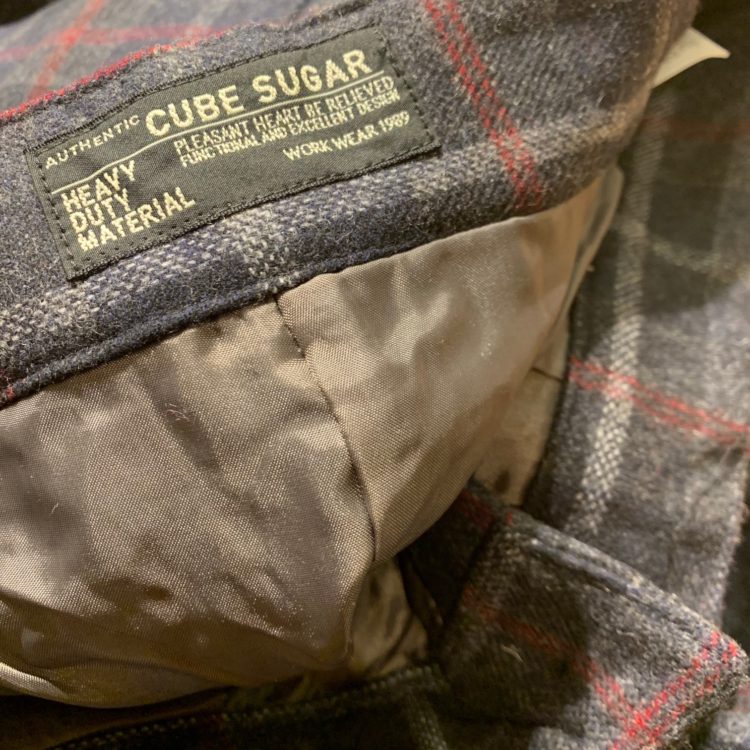 AUTHENTIC CUBE SUGAR
PLEASANT HEART BE RELIEVED
FUNCTIONAL AND EXCELLENT DESIGN
HEAVY
DUTY
MATERIAL
WORK WEAR 1989